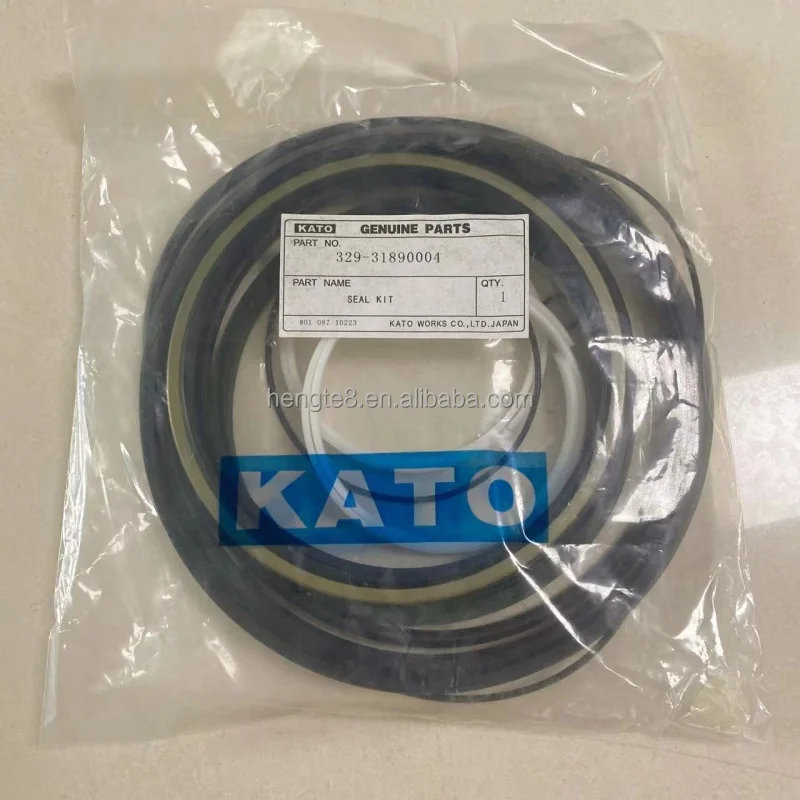 KATO GENUINE PARTS
PART NO.
329-31890004
PART NAME QTY.
SEAL KIT 1
#01 087 10223 KATO WORKS CO.,LTD.JAPAN
hengte8.en.alibaba.com
KATO